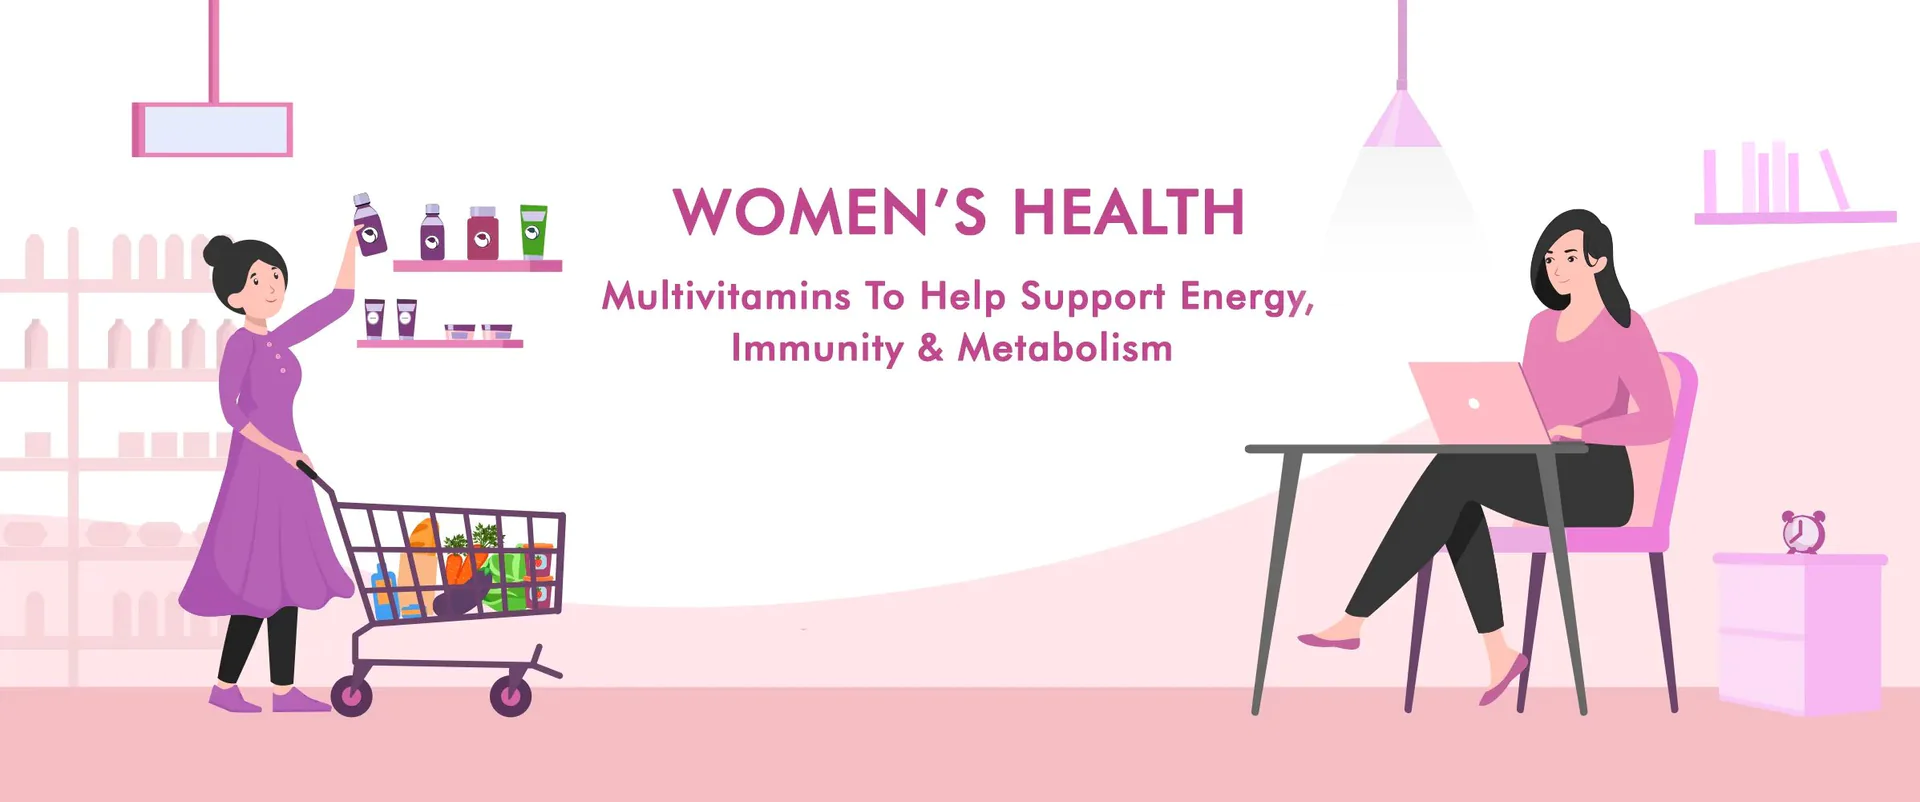 WOMEN’S HEALTH
Multivitamins To Help Support Energy,
Immunity & Metabolism